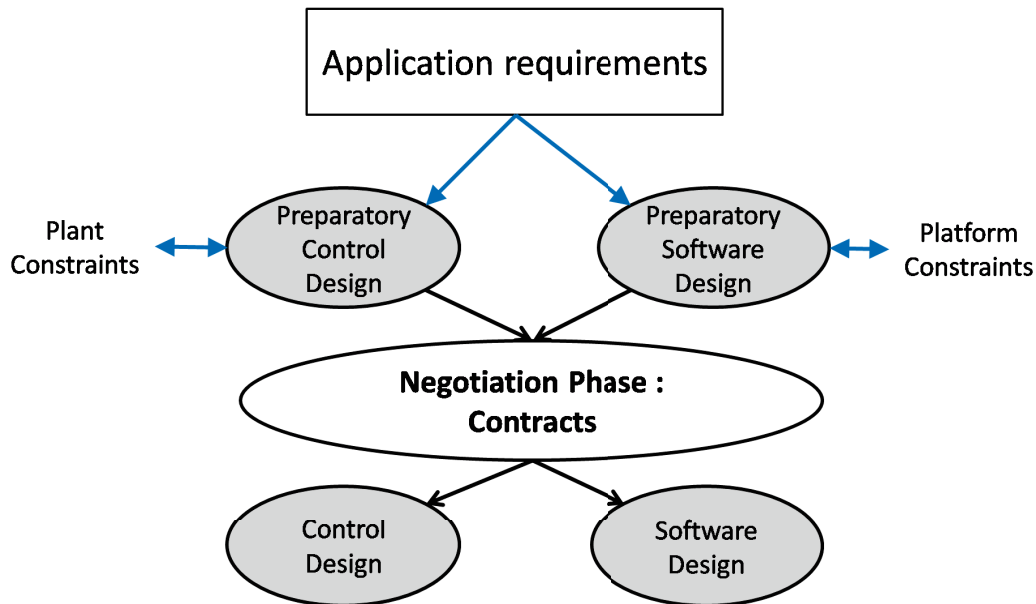 Application requirements
Preparatory
Control
Design
Preparatory
Software
Design
Plant
Constraints
Platform
Constraints
Negotiation Phase :
Contracts
Control
Design
Software
Design